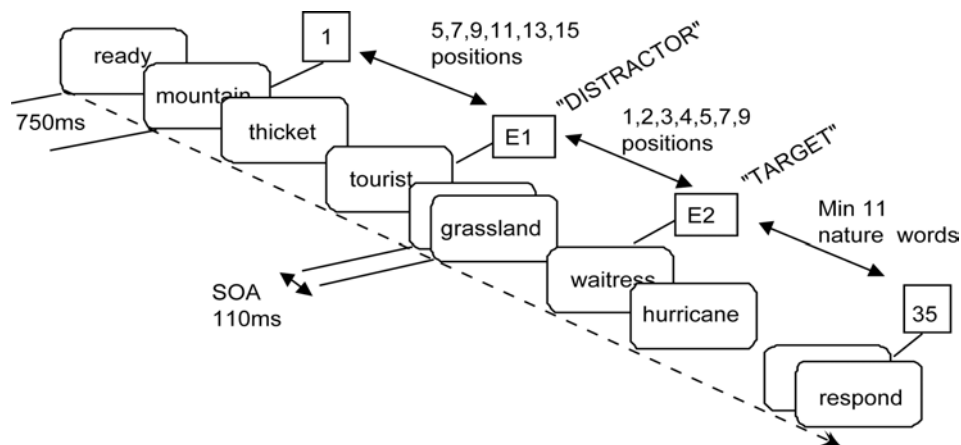 ready
1
5,7,9,11,13,15
positions
"DISTRACTOR"
mountain
750ms
thicket
E1
1,2,3,4,5,7,9
positions
"TARGET"
tourist
E2
grassland
Min 11
nature words
SOA
110ms
waitress
hurricane
35
respond